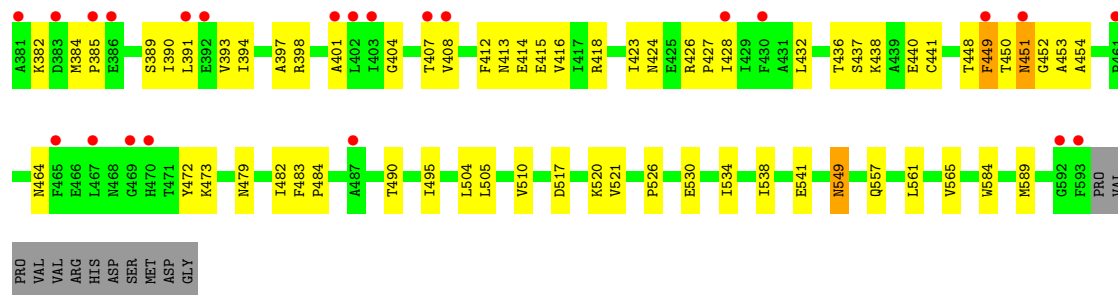 A381 K382 D383 M384 P385 E386 S389 I390 L391 E392 V393 I394 A397 R398 A401 L402 I403 G404 T407 V408 F412 N413 E414 E415 V416 I417 R418 I423 N424 E425 R426 P427 I428 I429 F430 A431 L432 T436 S437 K438 A439 E440 C441 T448 F449 T450 N451 G452 A453 A454
N464 F465 E466 L467 N468 G469 H470 T471 Y472 K473 N479 I482 F483 P484 A487 T490 I495 L504 L505 V510 D517 K520 V521 P526 E530 I534 I538 E541 N549 Q557 L561 V565 W584 M589 G592 F593 PRO VAL
PRO VAL VAL ARG HIS ASP SER MET ASP GLY